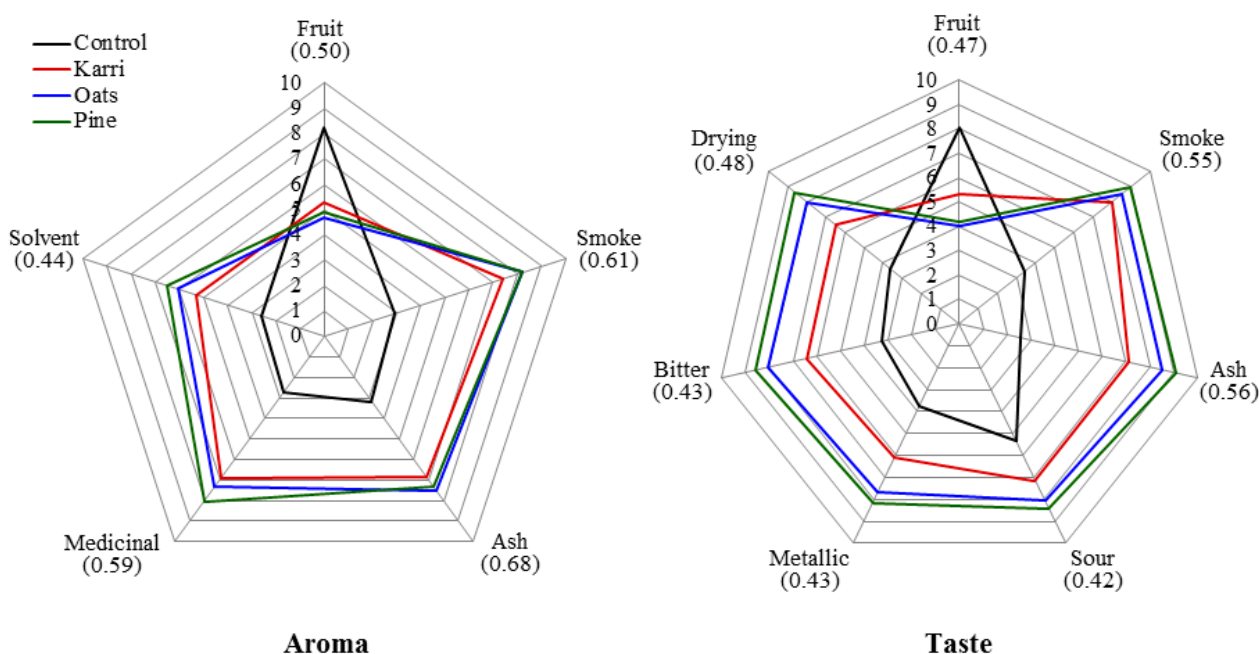 Control
Karri
Oats
Pine
Fruit
(0.50)
10
9
8
7
6
5
4
3
2
1
0
Smoke
(0.61)
Ash
(0.68)
Medicinal
(0.59)
Solvent
(0.44)
Aroma
Fruit
(0.47)
10
9
8
7
6
5
4
3
2
1
0
Smoke
(0.55)
Ash
(0.56)
Sour
(0.42)
Metallic
(0.43)
Bitter
(0.43)
Drying
(0.48)
Taste